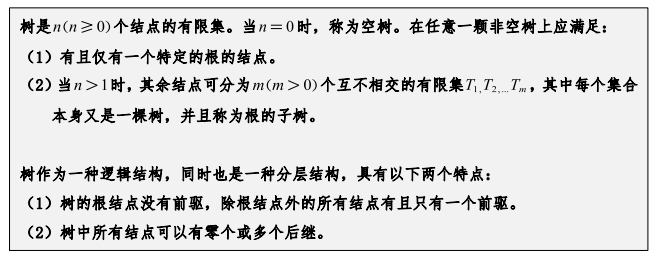 树是n(n≥0)个结点的有限集。当n=0时，称为空树。在任意一颗非空树上应满足：
（1）有且仅有一个特定的根的结点。
（2）当n>1时，其余结点可分为m(m>0)个互不相交的有限集T₁,T₂,...Tₘ，其中每个集合
本身又是一棵树，并且称为根的子树。
树作为一种逻辑结构，同时也是一种分层结构，具有以下两个特点：
（1）树的根结点没有前驱，除根结点外的所有结点有且只有一个前驱。
（2）树中所有结点可以有零个或多个后继。